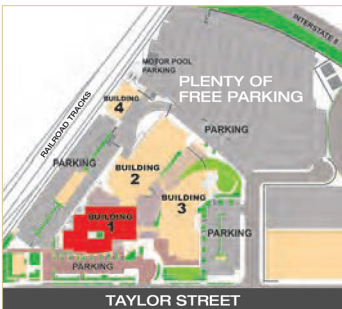 INTERSTATE 5
MOTOR POOL
PARKING
PLENTY OF
FREE PARKING
RAILROAD TRACKS
BUILDING
4
PARKING
PARKING
BUILDING
2
BUILDING
3
BUILDING
1
PARKING
PARKING
TAYLOR STREET